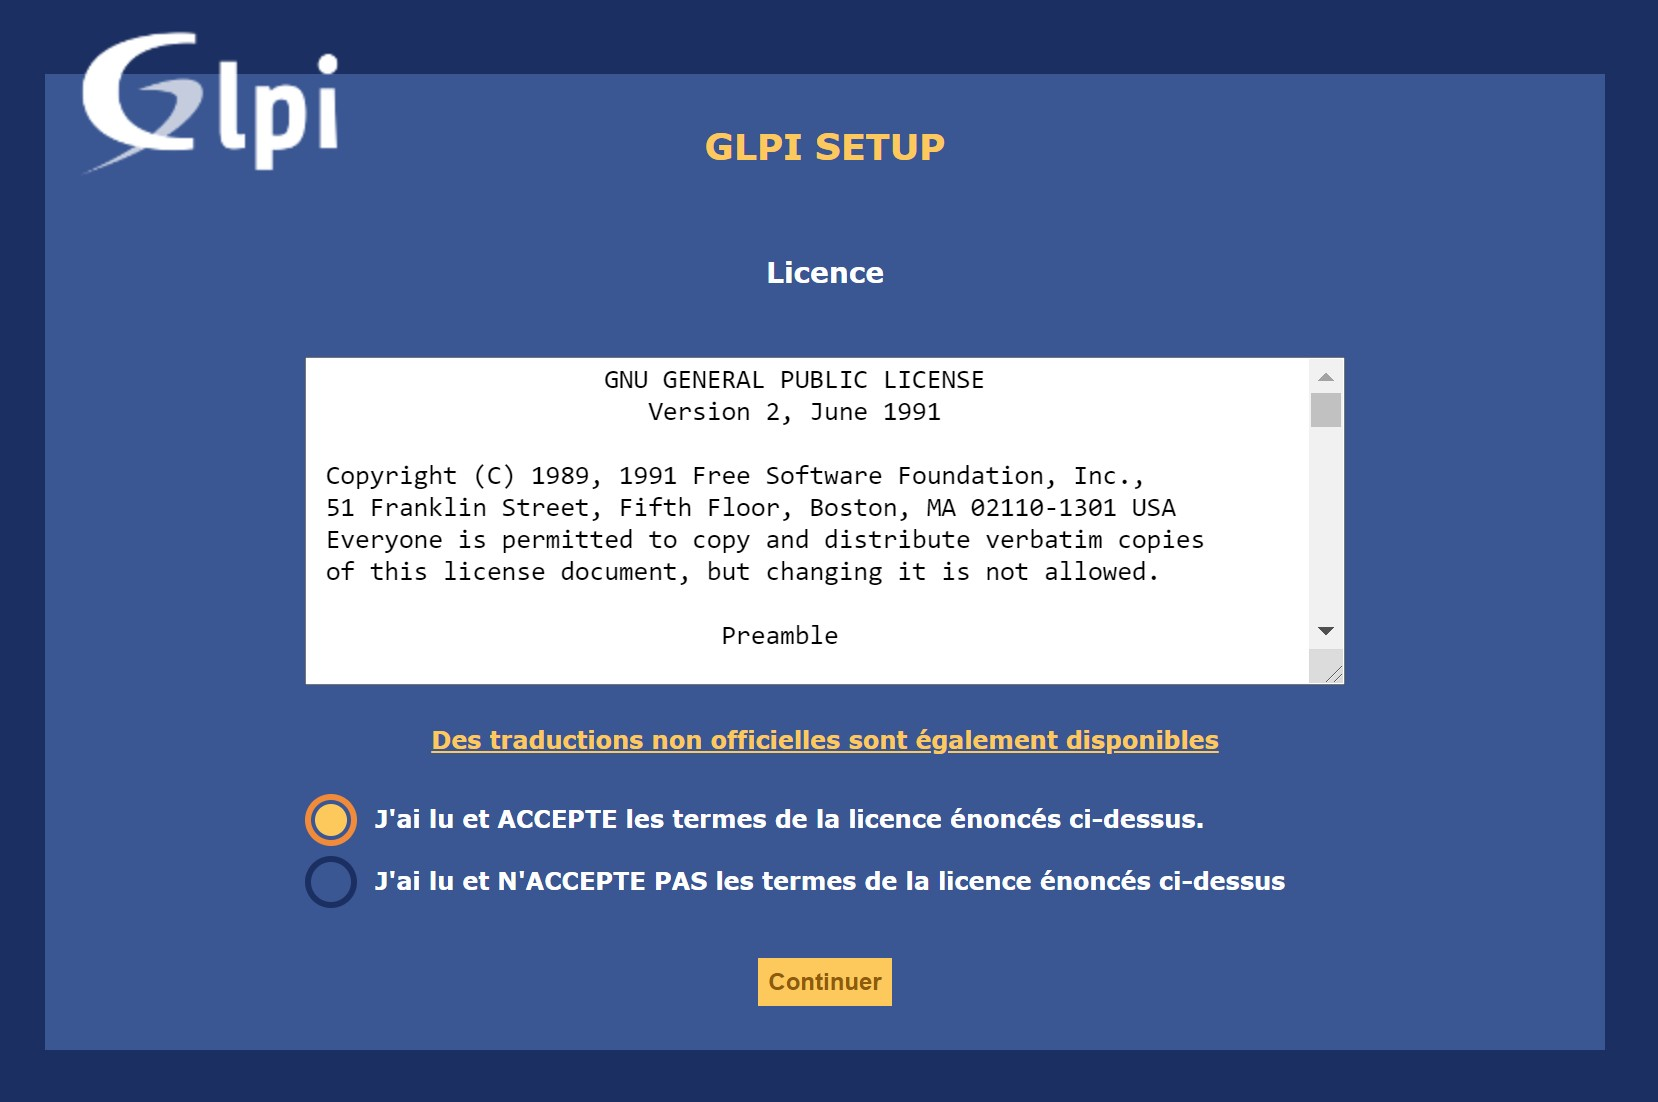 Glpi
GLPI SETUP
Licence
GNU GENERAL PUBLIC LICENSE
Version 2, June 1991
Copyright (C) 1989, 1991 Free Software Foundation, Inc.,
51 Franklin Street, Fifth Floor, Boston, MA 02110-1301 USA
Everyone is permitted to copy and distribute verbatim copies
of this license document, but changing it is not allowed.
Preamble
Des traductions non officielles sont également disponibles
J'ai lu et ACCEPTE les termes de la licence énoncés ci-dessus.
J'ai lu et N'ACCEPTE PAS les termes de la licence énoncés ci-dessus
Continuer